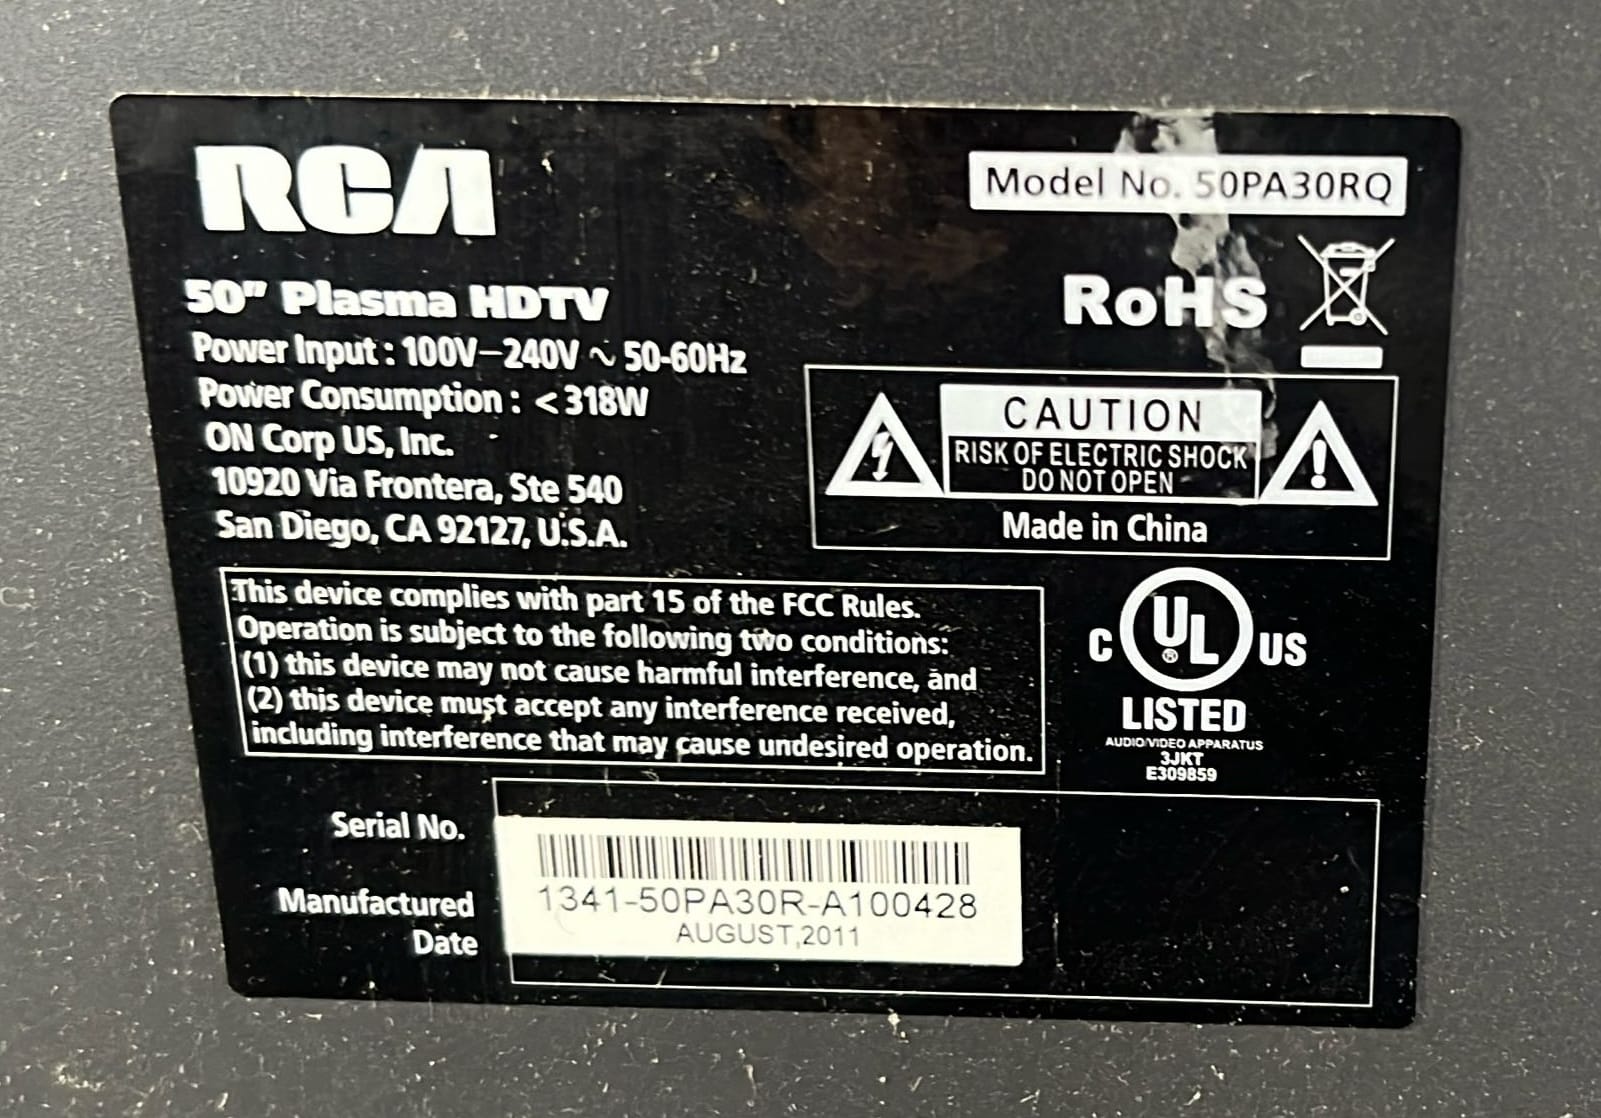 RCA
Model No. 50PA30RQ
50" Plasma HDTV
Power Input : 100V–240V ∿ 50-60Hz
Power Consumption : <318W
ON Corp US, Inc.
10920 Via Frontera, Ste 540
San Diego, CA 92127, U.S.A.
RoHS
CAUTION
RISK OF ELECTRIC SHOCK
DO NOT OPEN
Made in China
This device complies with part 15 of the FCC Rules.
Operation is subject to the following two conditions:
(1) this device may not cause harmful interference, and
(2) this device must accept any interference received,
including interference that may cause undesired operation.
C UL® US
LISTED
AUDIO/VIDEO APPARATUS
3JKT
E309859
Serial No.
1341-50PA30R-A100428
Manufactured
Date
AUGUST,2011